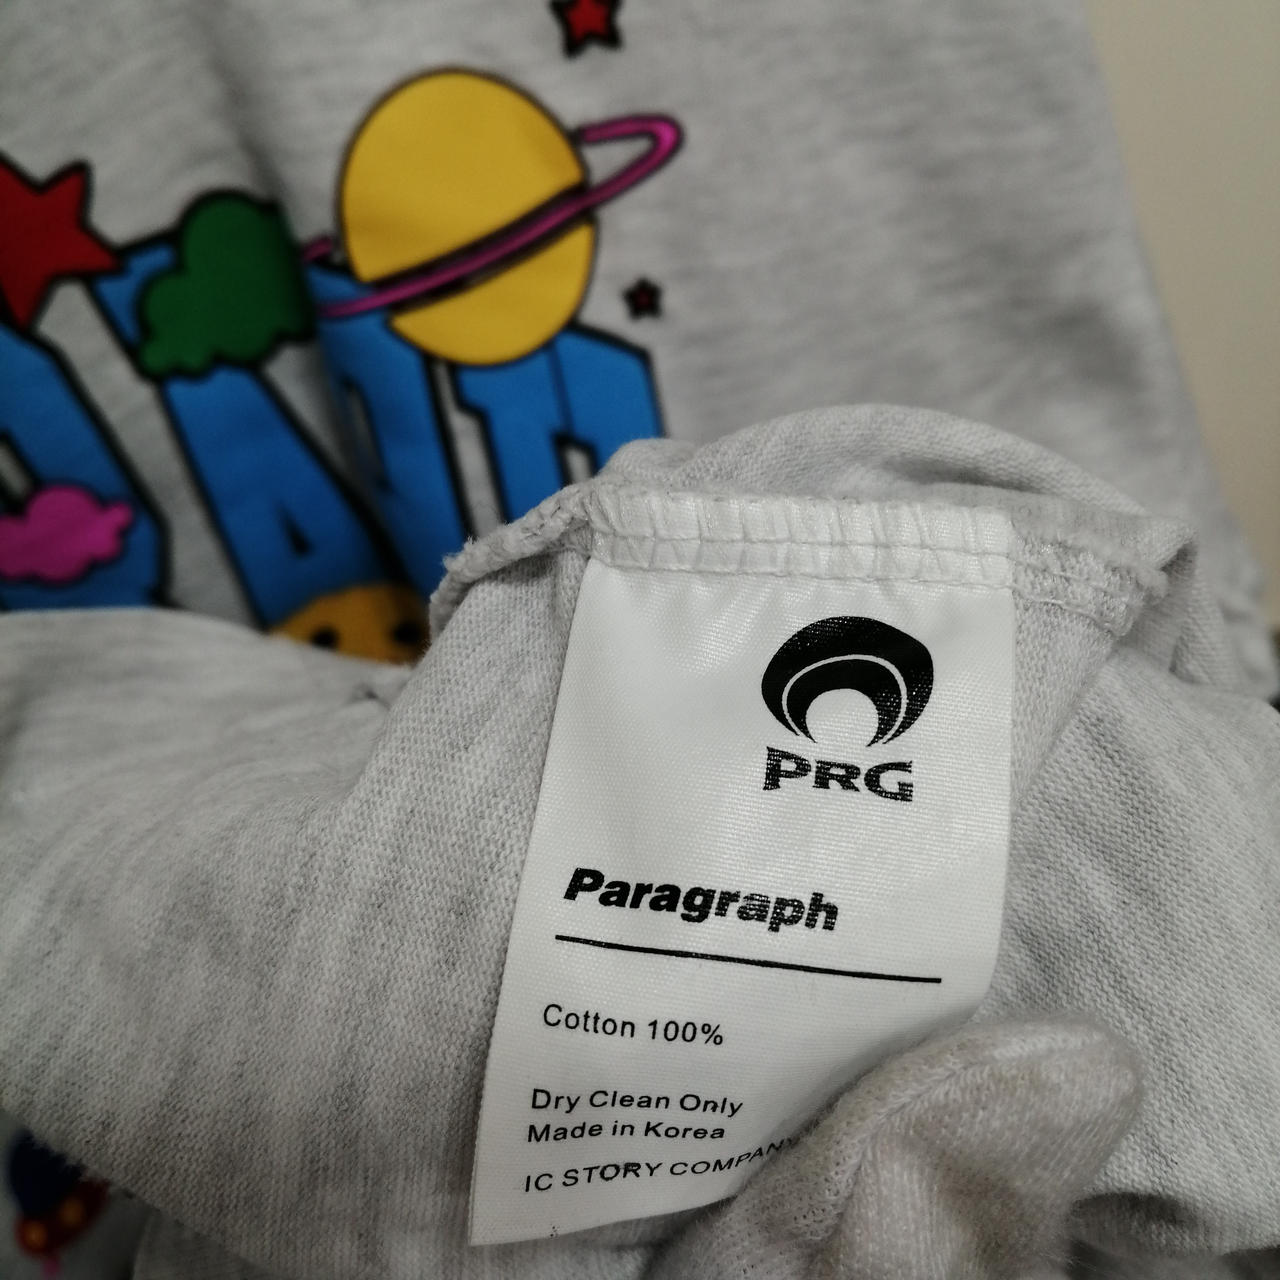 PRG
Paragraph
Cotton 100%
Dry Clean Only
Made in Korea
IC STORY COMPANY